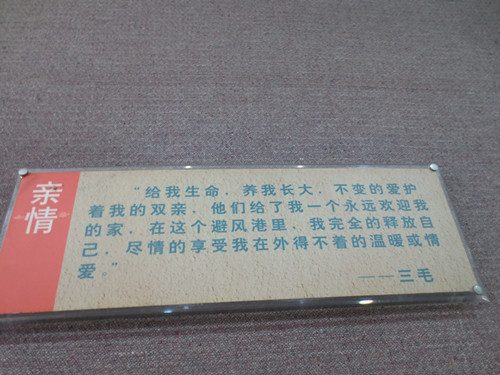 亲情
“给我生命，养我长大，不变的爱护
着我的双亲，他们给了我一个永远欢迎我
的家，在这个避风港里，我完全的释放自
己，尽情的享受我在外得不着的温暖或情
爱。”
——三毛